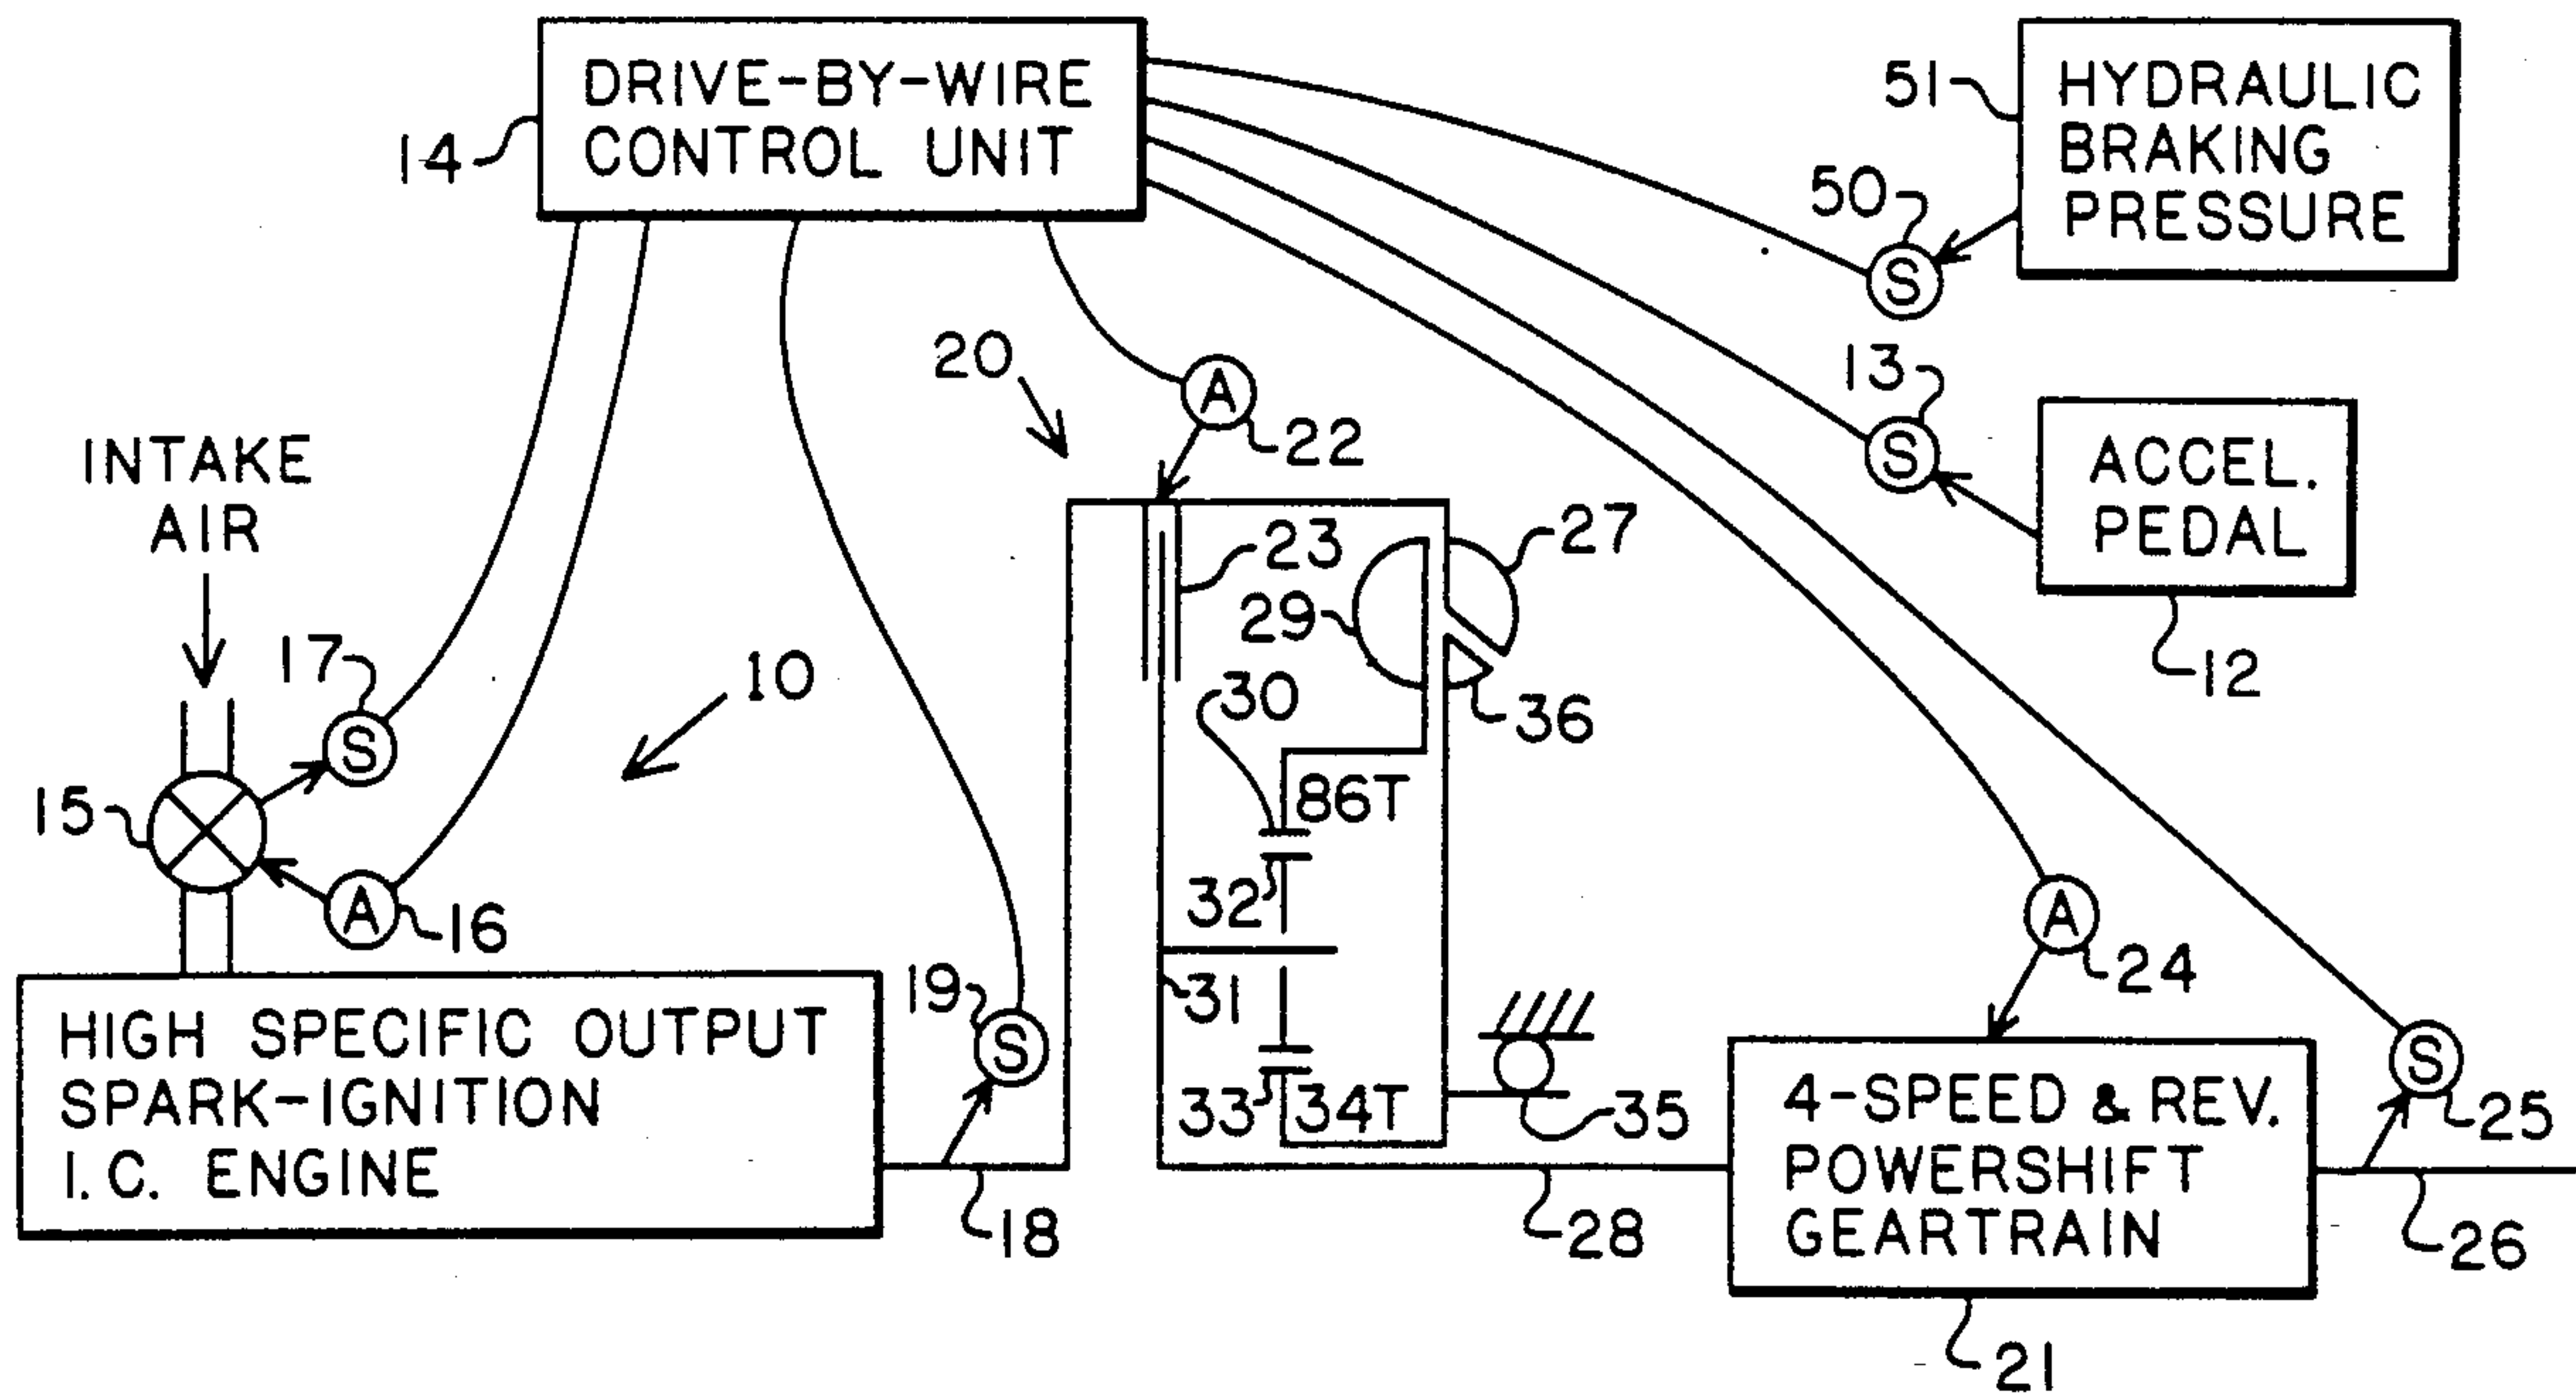 DRIVE-BY-WIRE
CONTROL UNIT
14
HYDRAULIC
BRAKING
PRESSURE
51
50
S
13
S
ACCEL.
PEDAL
12
20
A
22
INTAKE
AIR
17
S
10
15
A
16
HIGH SPECIFIC OUTPUT
SPARK-IGNITION
I.C. ENGINE
19
S
18
23
27
29
30
36
86T
32
31
33
34T
35
28
A
24
4-SPEED & REV.
POWERSHIFT
GEARTRAIN
21
S
25
26